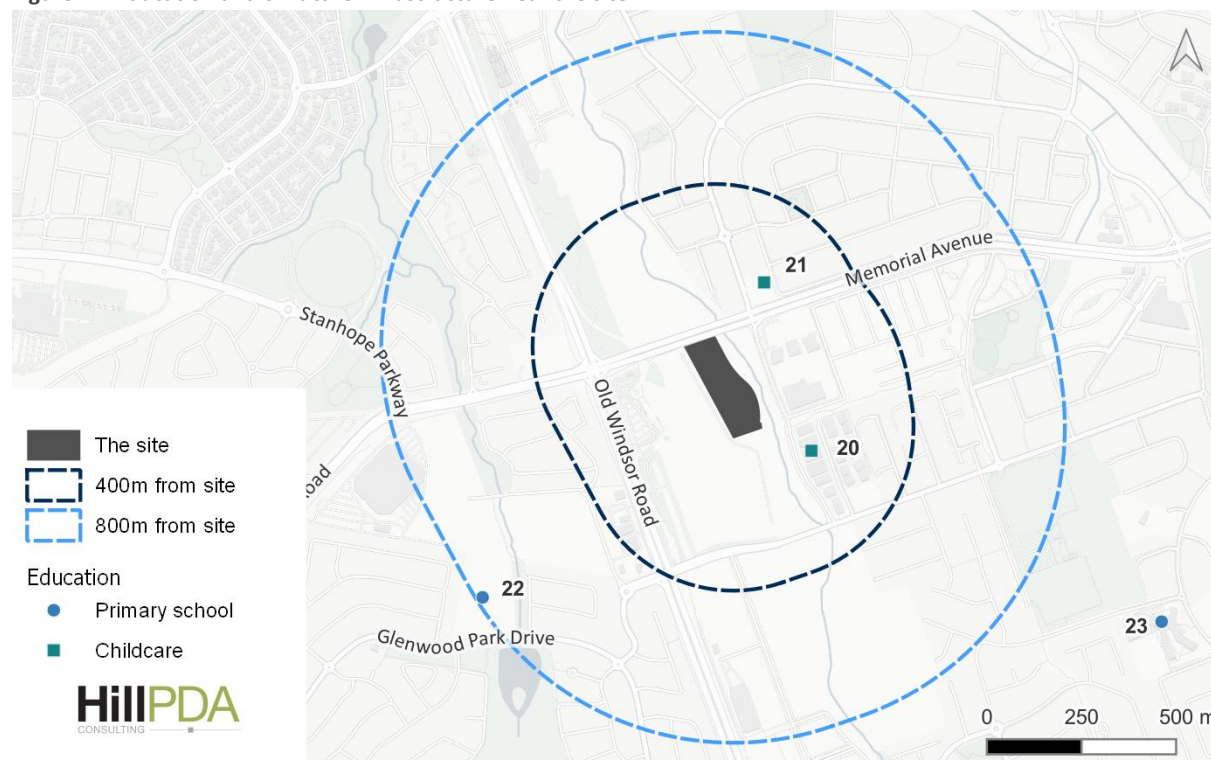 21
Memorial Avenue
Stanhope Parkway
Old Windsor Road
20
22
Glenwood Park Drive
23
The site
400m from site
800m from site
Education
Primary school
Childcare
HillPDA
CONSULTING
0 250 500 m